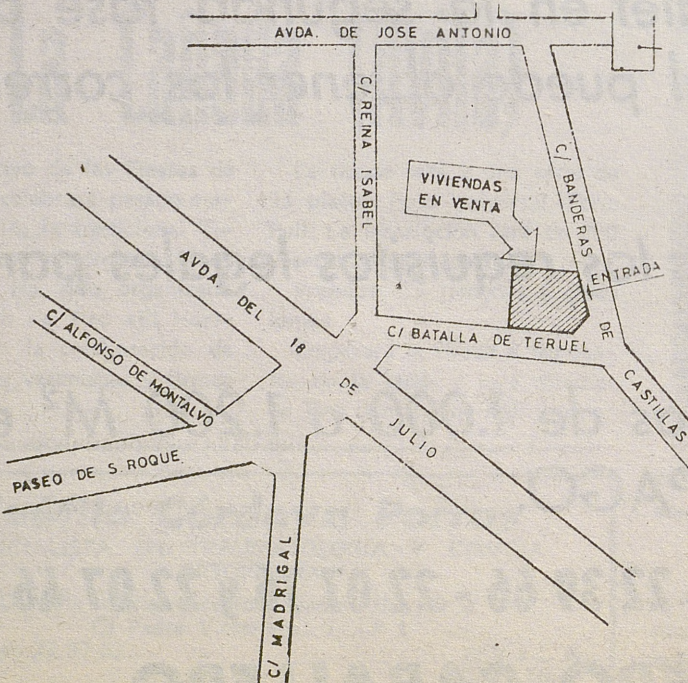 AVDA. DE JOSE ANTONIO
C/ REINA ISABEL
C/ BANDERAS DE CASTILLAS
VIVIENDAS
EN VENTA
ENTRADA
AVDA. DEL 18 DE JULIO
C/ BATALLA DE TERUEL
C/ ALFONSO DE MONTALVO
PASEO DE S. ROQUE
C/ MADRIGAL